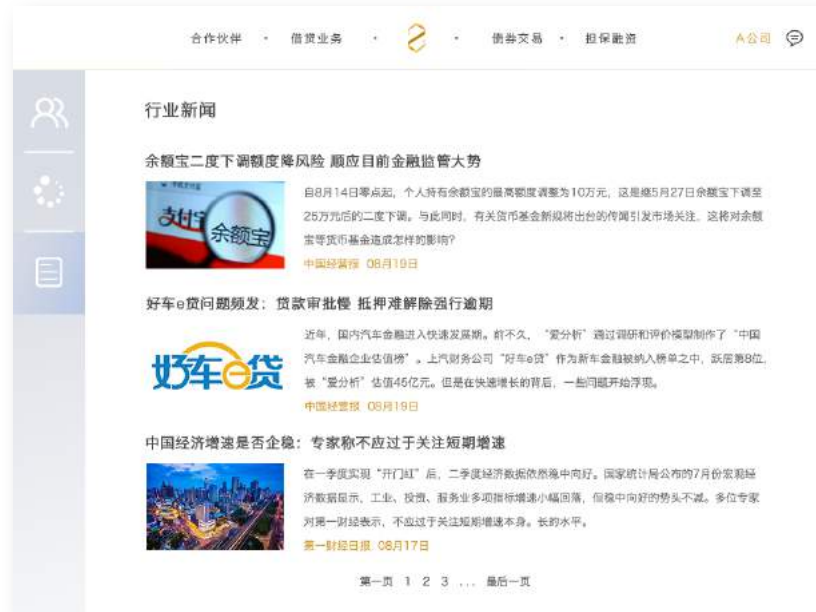 合作伙伴 · 借贷业务 · · 债券交易 · 担保融资 A公司
行业新闻
余额宝二度下调额度降风险 顺应目前金融监管大势
支付宝
余额宝
自8月14日零点起，个人持有余额宝的最高额度调整为10万元，这是继5月27日余额宝下调至
25万元后的二度下调。与此同时，有关货币基金新规将出台的传闻引发市场关注，这将对余额
宝等货币基金造成怎样的影响？
中国经营报 08月19日
好车e贷问题频发：贷款审批慢 抵押难解除强行逾期
好车e贷
近年，国内汽车金融进入快速发展期。前不久，“爱分析”通过调研和评价模型制作了“中国
汽车金融企业估值榜”。上汽财务公司“好车e贷”作为新车金融被纳入榜单之中，跃居第8位，
被“爱分析”估值45亿元。但是在快速增长的背后，一些问题开始浮现。
中国经营报 08月19日
中国经济增速是否企稳：专家称不应过于关注短期增速
在一季度实现“开门红”后，二季度经济数据依然稳中向好。国家统计局公布的7月份宏观经
济数据显示，工业、投资、服务业多项指标增速小幅回落，但稳中向好的势头不减。多位专家
对第一财经表示，不应过于关注短期增速本身。长的水平。
第一财经日报 08月17日
第一页 1 2 3 ... 最后一页